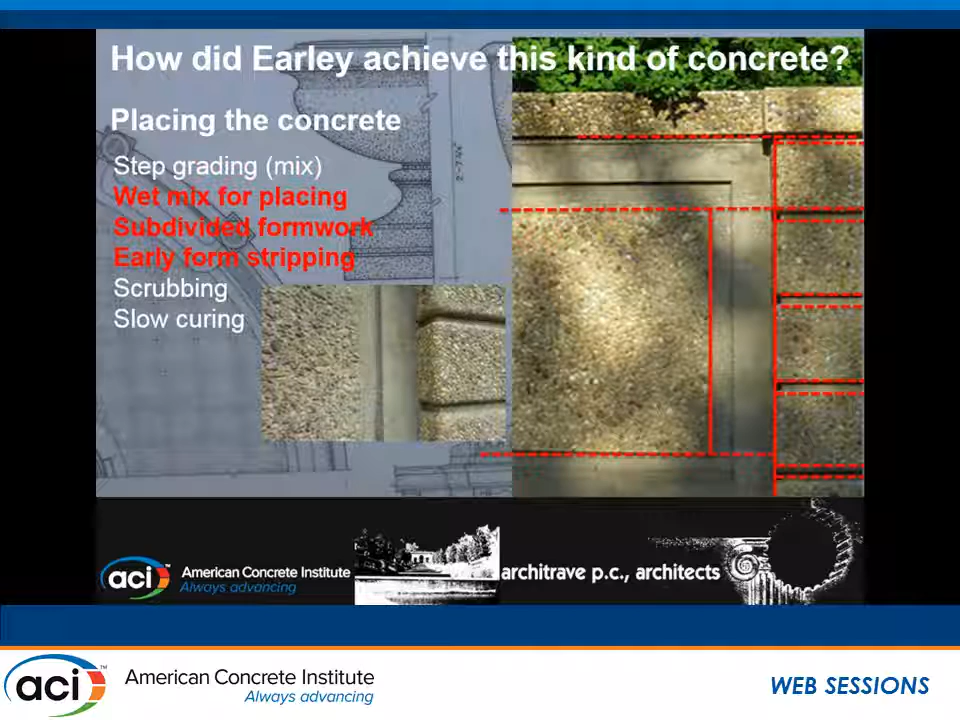 How did Earley achieve this kind of concrete?
Placing the concrete
Step grading (mix)
Wet mix for placing
Subdivided formwork
Early form stripping
Scrubbing
Slow curing
aci American Concrete Institute
Always advancing
architrave p.c., architects
aci™ American Concrete Institute
Always advancing
WEB SESSIONS